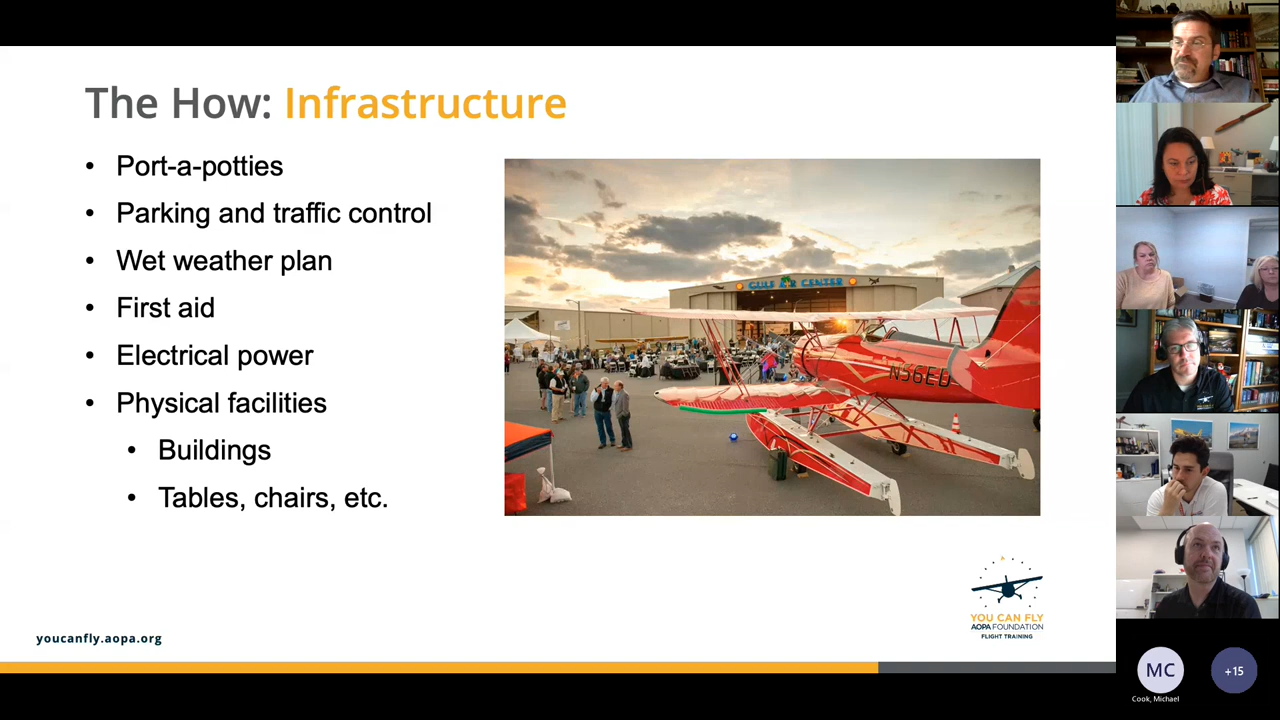 The How: Infrastructure
• Port-a-potties
• Parking and traffic control
• Wet weather plan
• First aid
• Electrical power
• Physical facilities
• Buildings
• Tables, chairs, etc.
GULF AIR CENTER
N56ED
YOU CAN FLY
AOPA FOUNDATION
FLIGHT TRAINING
youcanfly.aopa.org
MC
+15
Cook, Michael